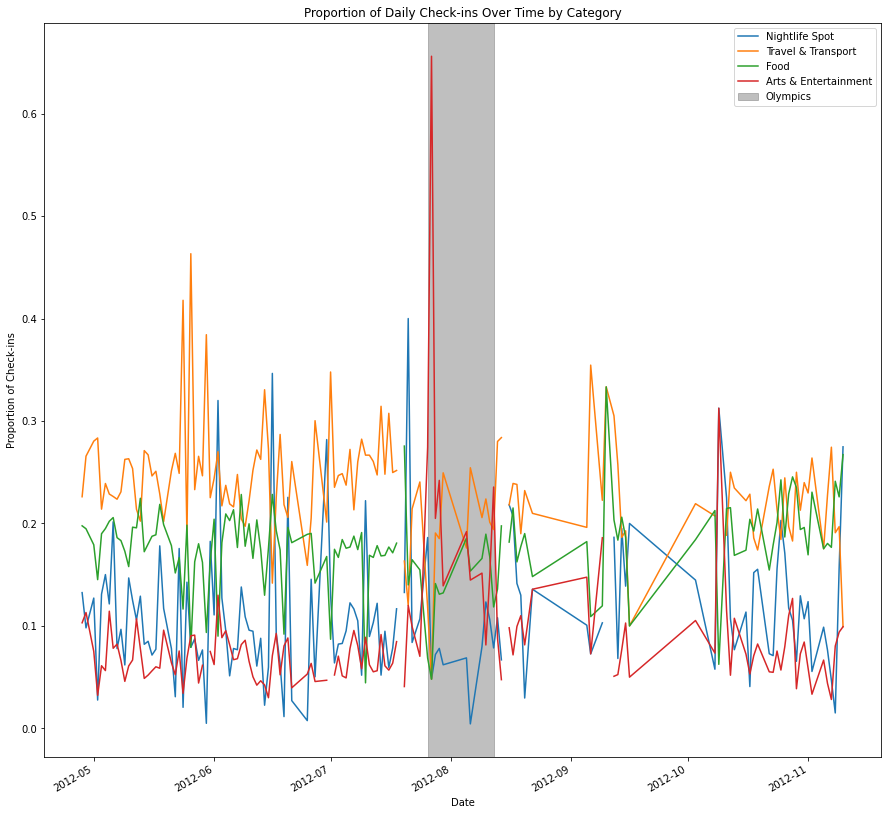 Proportion of Daily Check-ins Over Time by Category
Nightlife Spot
Travel & Transport
Food
Arts & Entertainment
Olympics
Proportion of Check-ins
0.6
0.5
0.4
0.3
0.2
0.1
0.0
2012-05
2012-06
2012-07
2012-08
2012-09
2012-10
2012-11
Date